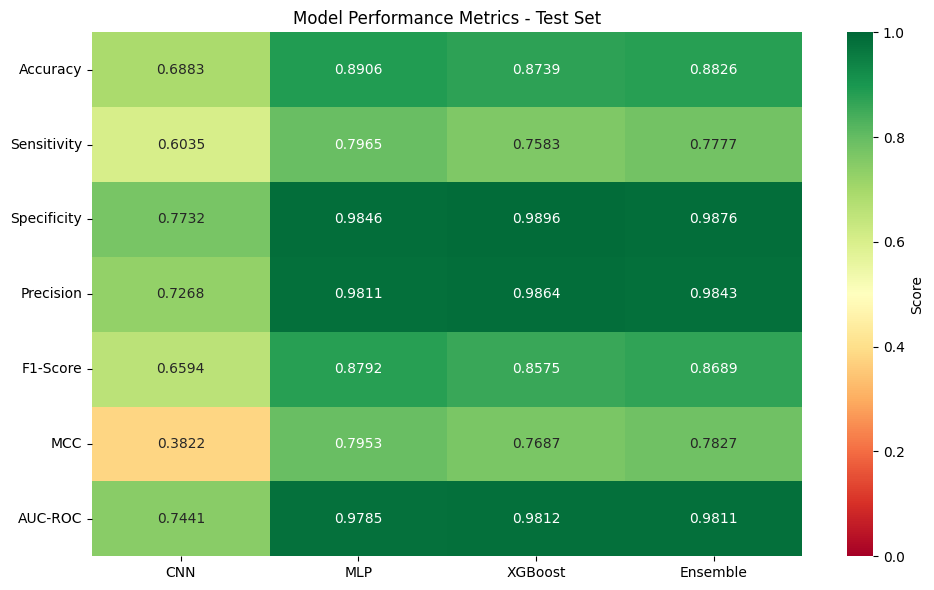 Model Performance Metrics - Test Set
Accuracy 0.6883 0.8906 0.8739 0.8826
Sensitivity 0.6035 0.7965 0.7583 0.7777
Specificity 0.7732 0.9846 0.9896 0.9876
Precision 0.7268 0.9811 0.9864 0.9843
F1-Score 0.6594 0.8792 0.8575 0.8689
MCC 0.3822 0.7953 0.7687 0.7827
AUC-ROC 0.7441 0.9785 0.9812 0.9811
CNN MLP XGBoost Ensemble
1.0
0.8
0.6
0.4
0.2
0.0
Score